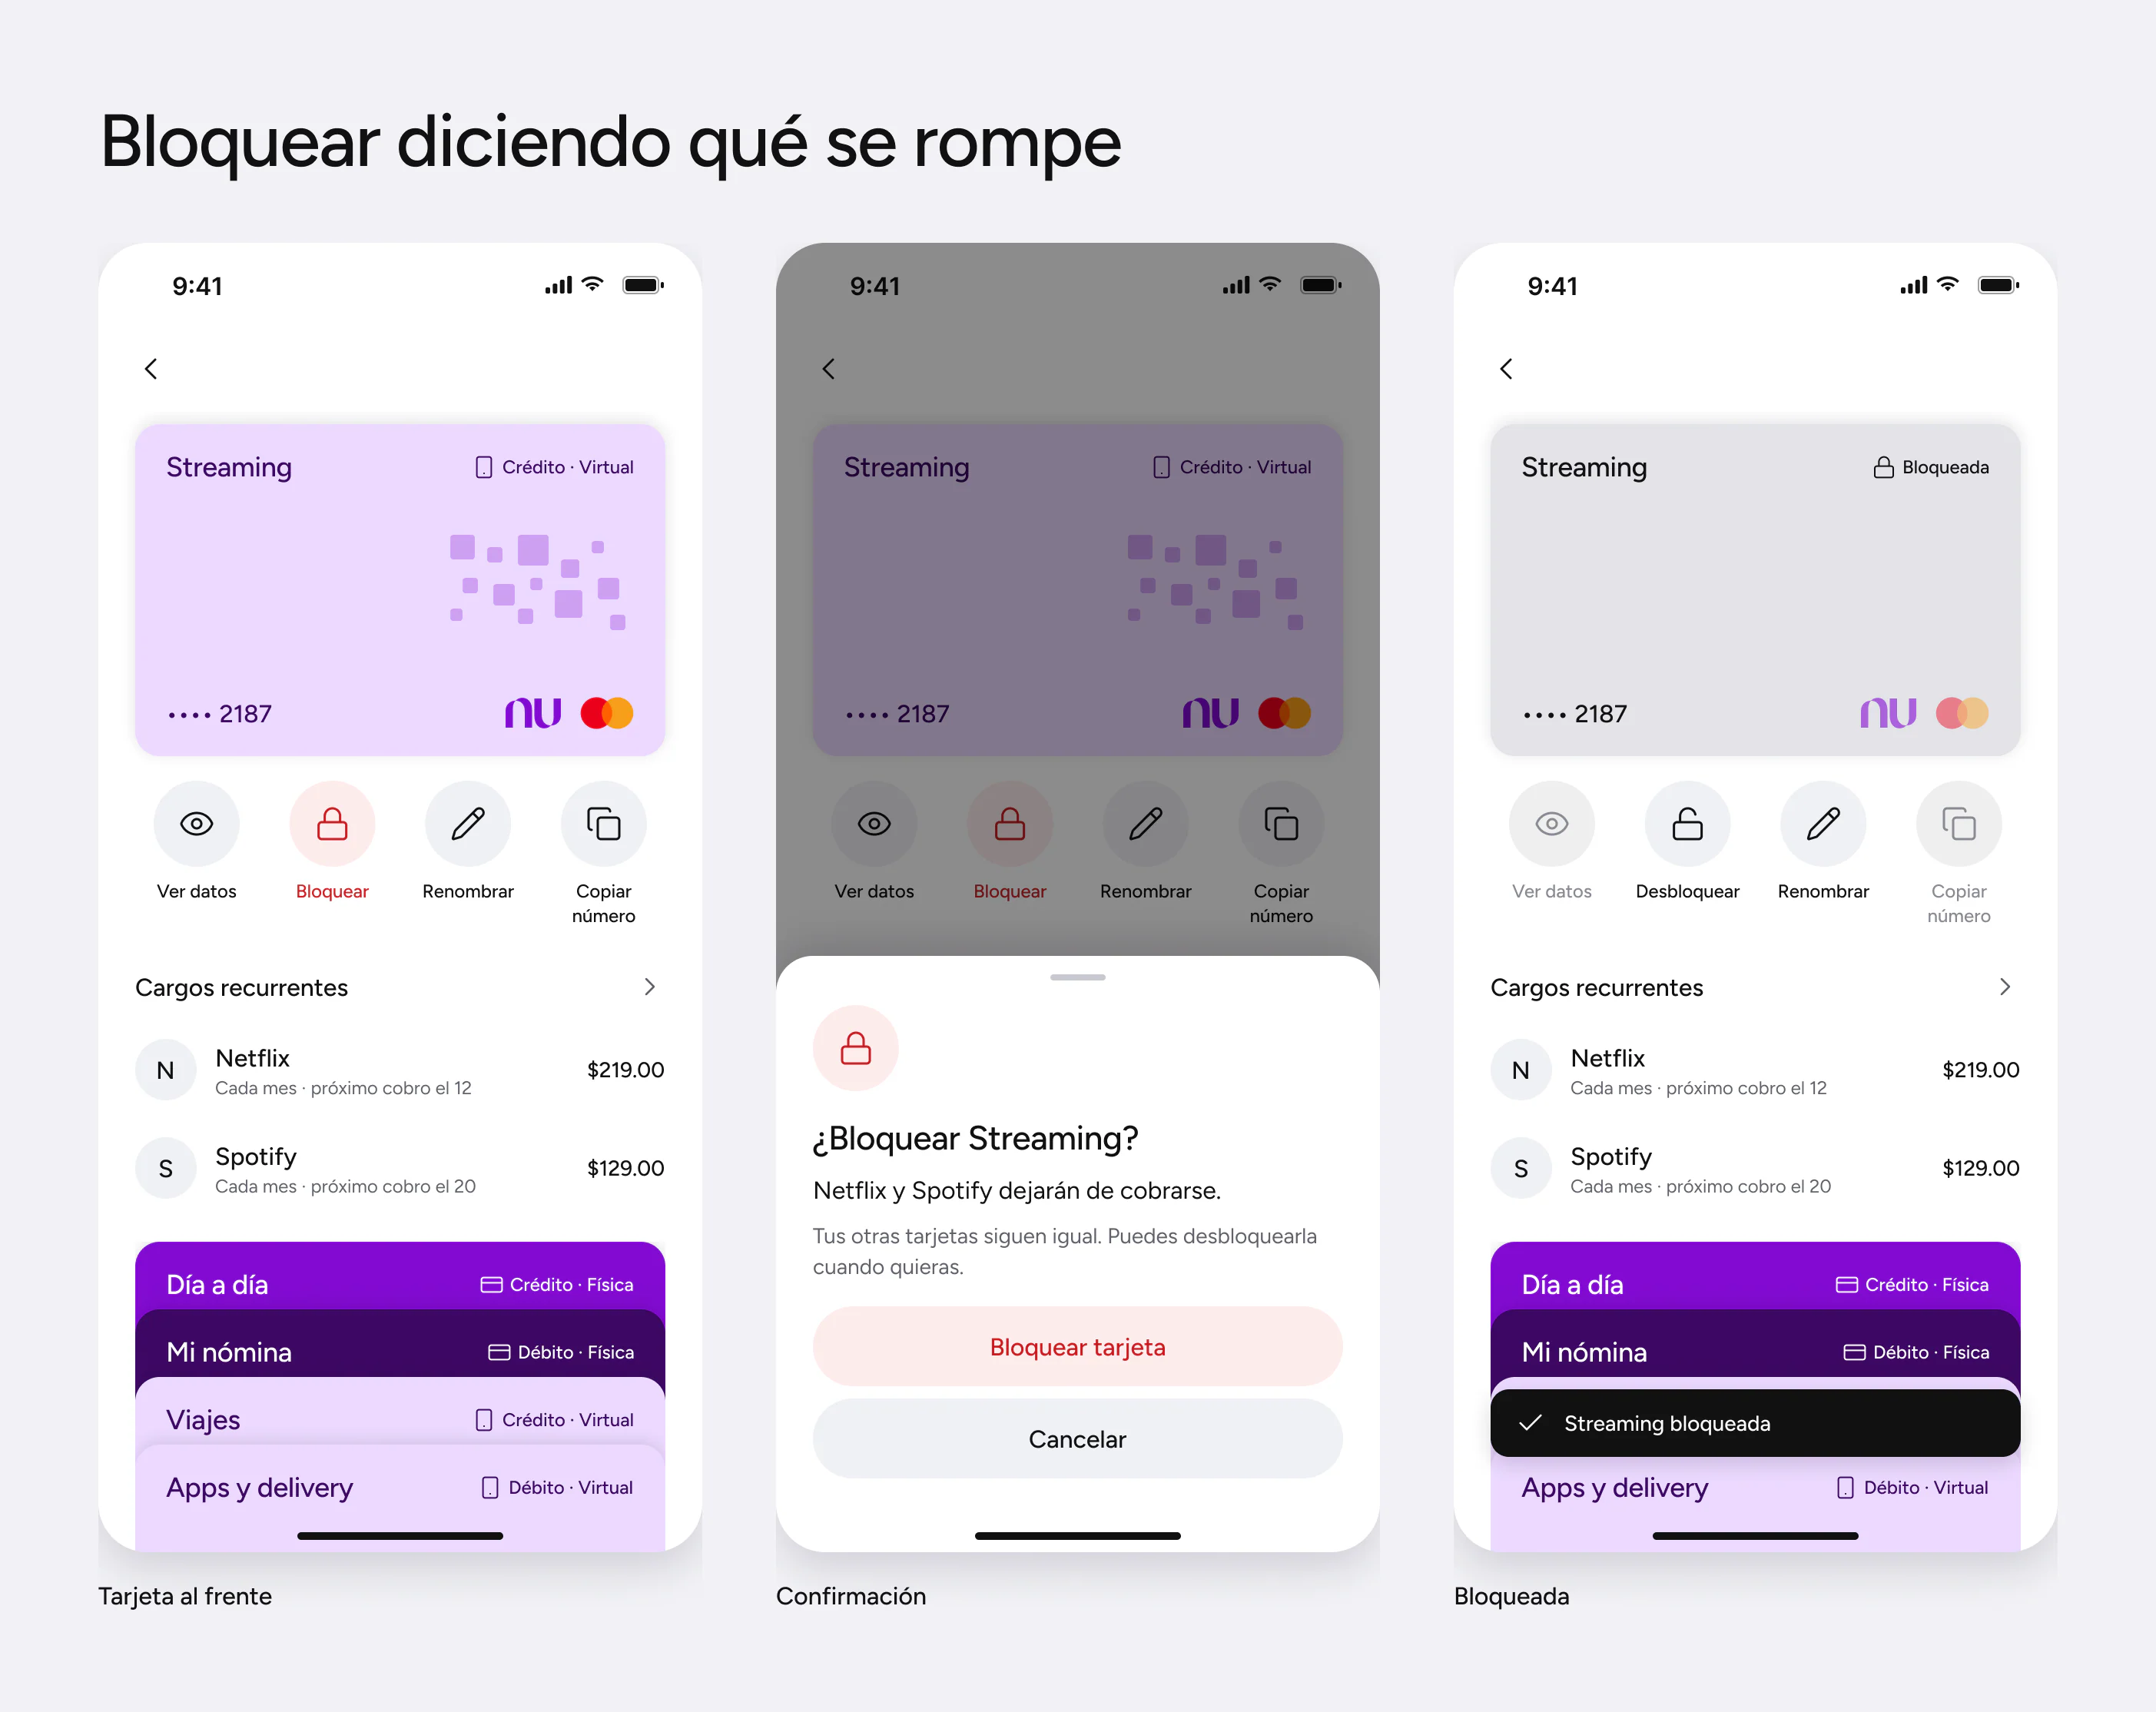 Bloquear diciendo qué se rompe
9:41
Streaming
Crédito · Virtual
•••• 2187
nu
Ver datos
Bloquear
Renombrar
Copiar
número
Cargos recurrentes
N
Netflix
Cada mes · próximo cobro el 12
$219.00
S
Spotify
Cada mes · próximo cobro el 20
$129.00
Día a día
Crédito · Física
Mi nómina
Débito · Física
Viajes
Crédito · Virtual
Apps y delivery
Débito · Virtual
Tarjeta al frente
9:41
Streaming
Crédito · Virtual
•••• 2187
nu
Ver datos
Bloquear
Renombrar
Copiar
número
¿Bloquear Streaming?
Netflix y Spotify dejarán de cobrarse.
Tus otras tarjetas siguen igual. Puedes desbloquearla
cuando quieras.
Bloquear tarjeta
Cancelar
Confirmación
9:41
Streaming
Bloqueada
•••• 2187
nu
Ver datos
Desbloquear
Renombrar
Copiar
número
Cargos recurrentes
N
Netflix
Cada mes · próximo cobro el 12
$219.00
S
Spotify
Cada mes · próximo cobro el 20
$129.00
Día a día
Crédito · Física
Mi nómina
Débito · Física
Streaming bloqueada
Apps y delivery
Débito · Virtual
Bloqueada